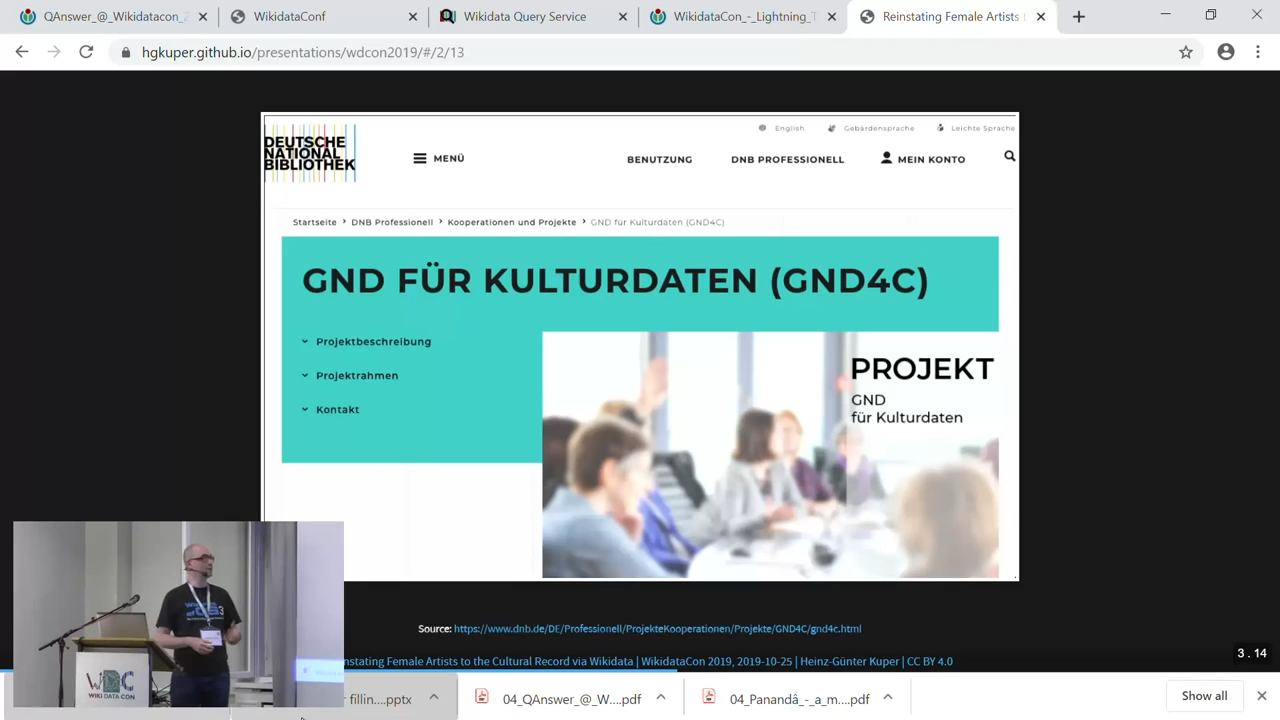 QAnswer_@_Wikidatacon_2
WikidataConf
Wikidata Query Service
WikidataCon_-_Lightning_T
Reinstating Female Artists
hgkuper.github.io/presentations/wdcon2019/#/2/13
English
Gebärdensprache
Leichte Sprache
DEUTSCHE
NATIONAL
BIBLIOTHEK
MENÜ
BENUTZUNG
DNB PROFESSIONELL
MEIN KONTO
Startseite › DNB Professionell › Kooperationen und Projekte › GND für Kulturdaten (GND4C)
GND FÜR KULTURDATEN (GND4C)
Projektbeschreibung
Projektrahmen
Kontakt
PROJEKT
GND
für Kulturdaten
Source: https://www.dnb.de/DE/Professionell/ProjekteKooperationen/Projekte/GND4C/gnd4c.html
nstating Female Artists to the Cultural Record via Wikidata | WikidataCon 2019, 2019-10-25 | Heinz-Günter Kuper | CC BY 4.0
3 . 14
WIKIDATA CON
r fillin....pptx
04_QAnswer_@_W....pdf
04_Panandâ_-_a_m....pdf
Show all